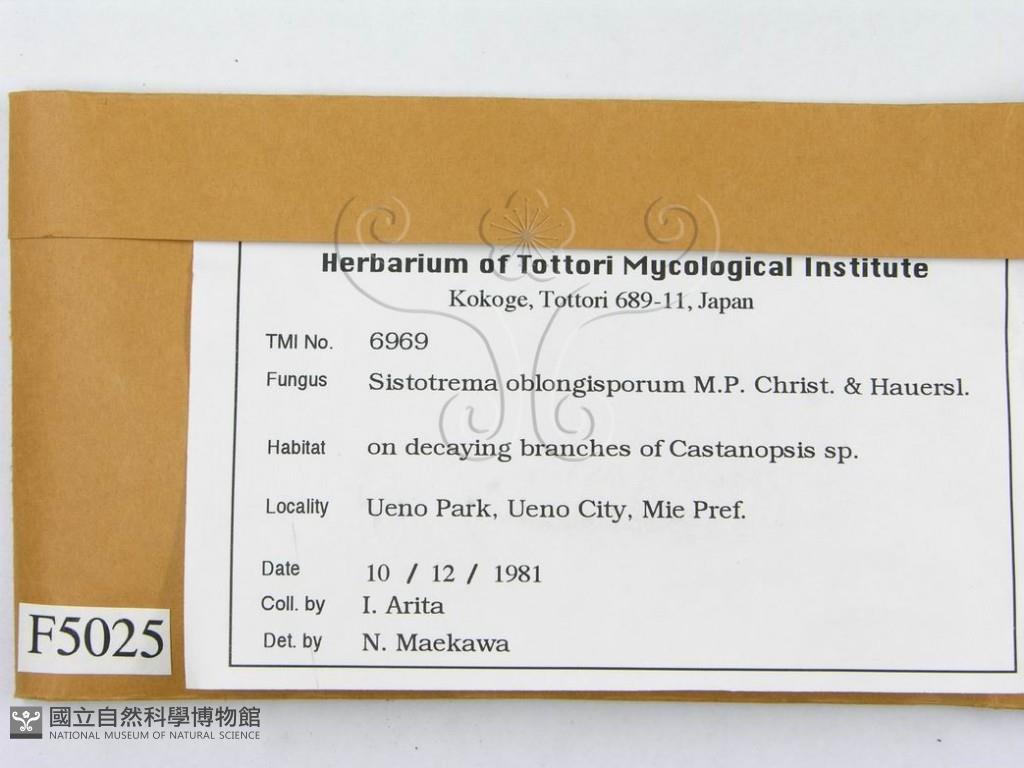 Herbarium of Tottori Mycological Institute
Kokoge, Tottori 689-11, Japan
TMI No. 6969
Fungus Sistotrema oblongisporum M.P. Christ. & Hauersl.
Habitat on decaying branches of Castanopsis sp.
Locality Ueno Park, Ueno City, Mie Pref.
Date 10 / 12 / 1981
Coll. by I. Arita
Det. by N. Maekawa
F5025
國立自然科學博物館
NATIONAL MUSEUM OF NATURAL SCIENCE